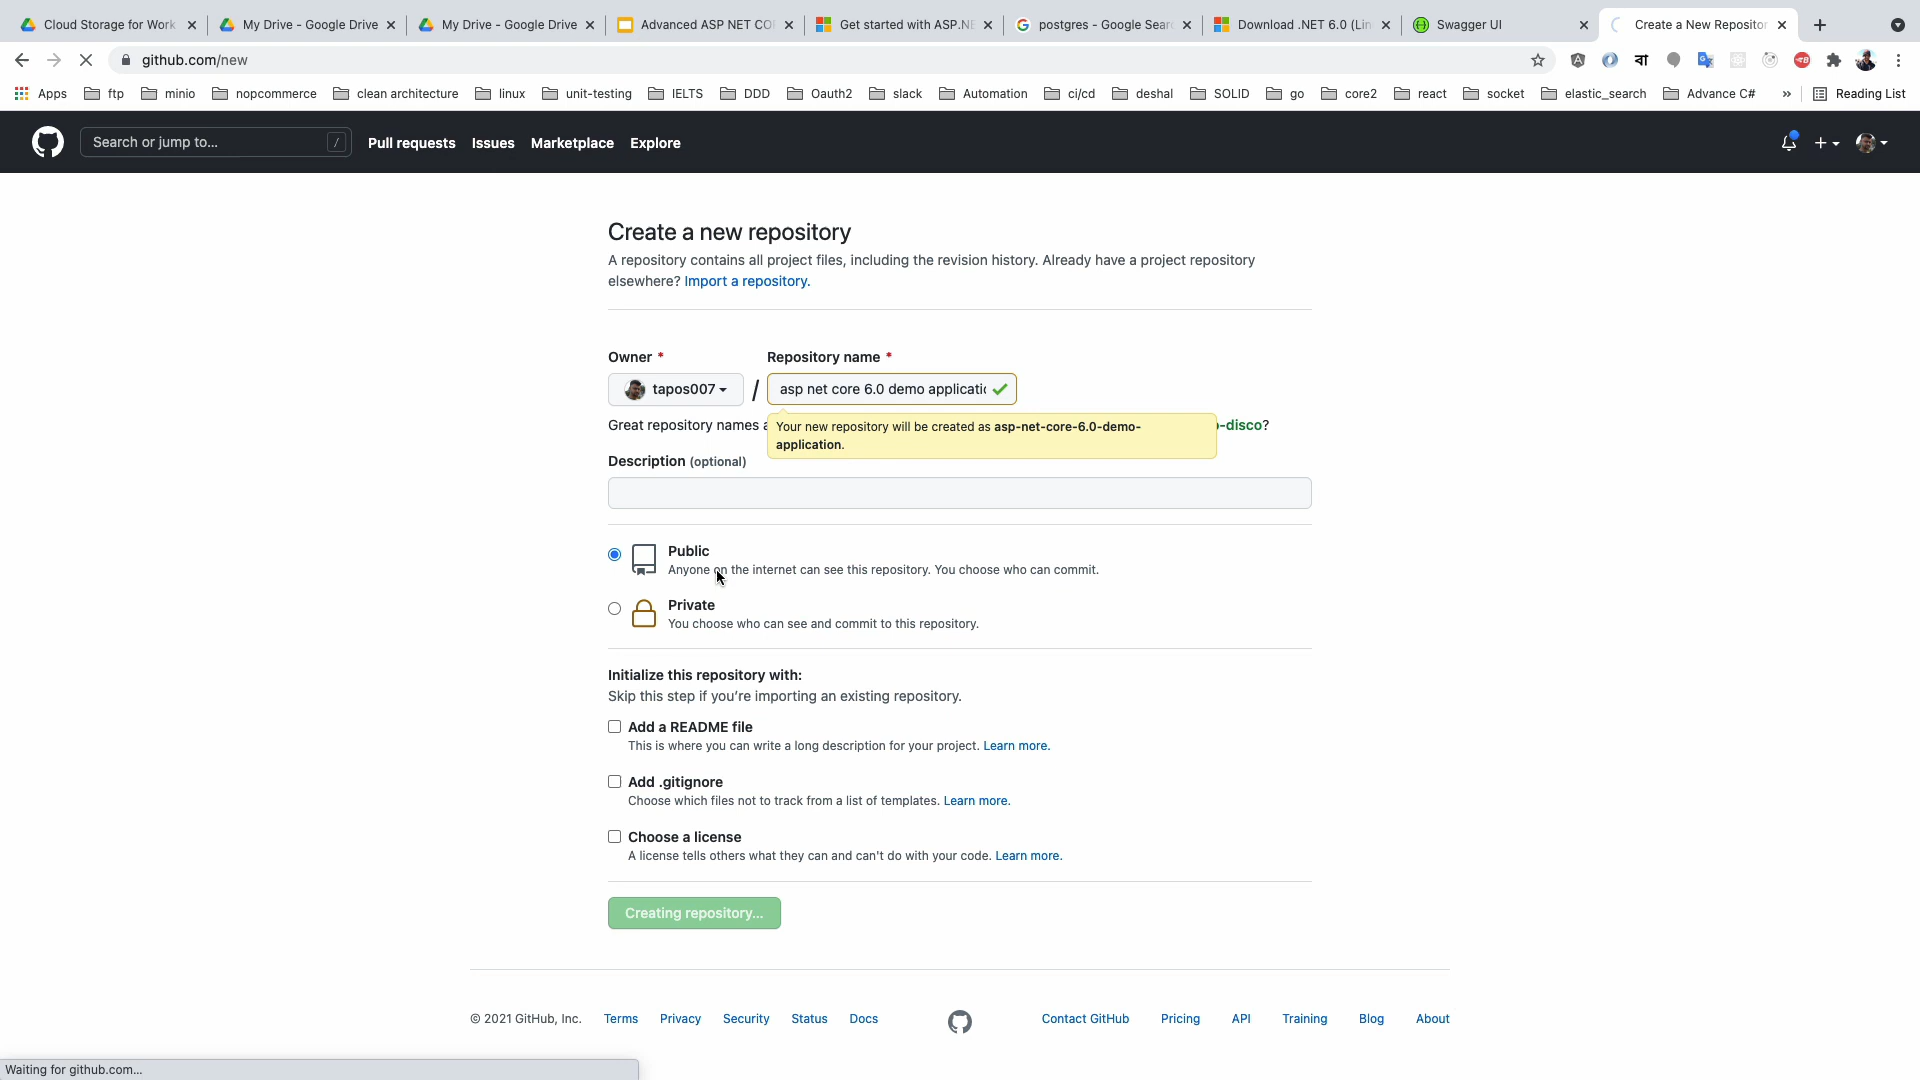 Cloud Storage for Work
My Drive - Google Drive
My Drive - Google Drive
Advanced ASP NET CO
Get started with ASP.NE
postgres - Google Sear
Download .NET 6.0 (Lin
Swagger UI
Create a New Repositor
github.com/new
বা
Apps
ftp
minio
nopcommerce
clean architecture
linux
unit-testing
IELTS
DDD
Oauth2
slack
Automation
ci/cd
deshal
SOLID
go
core2
react
socket
elastic_search
Advance C#
»
Reading List
Search or jump to...
/
Pull requests
Issues
Marketplace
Explore
Create a new repository
A repository contains all project files, including the revision history. Already have a project repository
elsewhere? Import a repository.
Owner *
Repository name *
tapos007
/
asp net core 6.0 demo applicatic
Great repository names a
-disco?
Your new repository will be created as asp-net-core-6.0-demo-
application.
Description (optional)
Public
Anyone on the internet can see this repository. You choose who can commit.
Private
You choose who can see and commit to this repository.
Initialize this repository with:
Skip this step if you're importing an existing repository.
Add a README file
This is where you can write a long description for your project. Learn more.
Add .gitignore
Choose which files not to track from a list of templates. Learn more.
Choose a license
A license tells others what they can and can't do with your code. Learn more.
Creating repository...
© 2021 GitHub, Inc.
Terms
Privacy
Security
Status
Docs
Contact GitHub
Pricing
API
Training
Blog
About
Waiting for github.com...